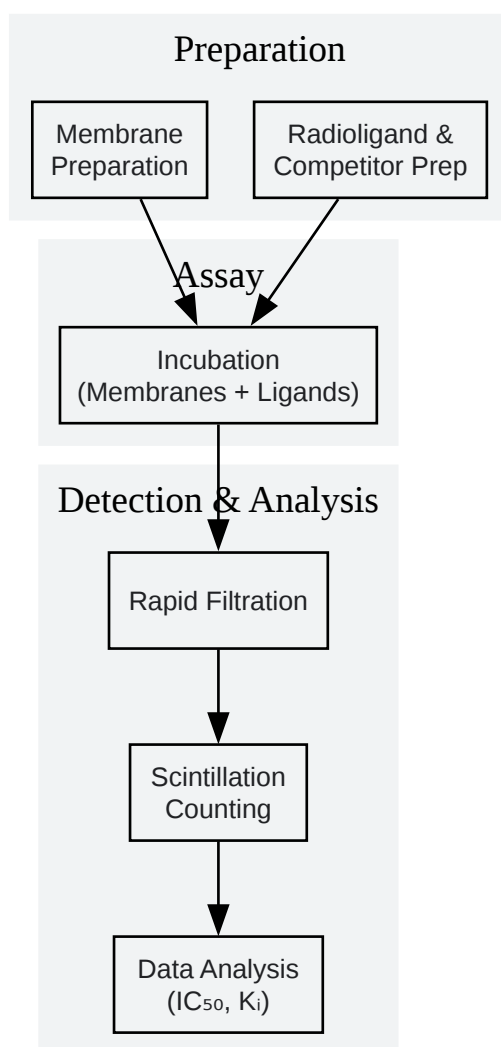 Preparation
Membrane
Preparation
Radioligand &
Competitor Prep
Assay
Incubation
(Membranes + Ligands)
Detection & Analysis
Rapid Filtration
Scintillation
Counting
Data Analysis
(IC₅₀, Kᵢ)